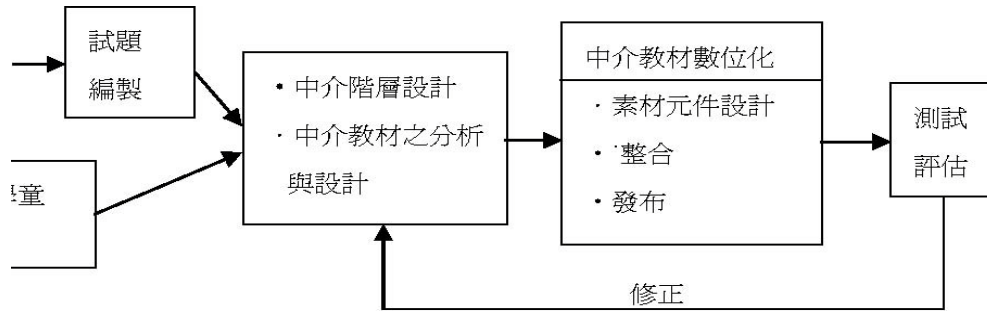 試題
編製
童
・中介階層設計
・中介教材之分析
與設計
中介教材數位化
・素材元件設計
・整合
・發布
測試
評估
修正